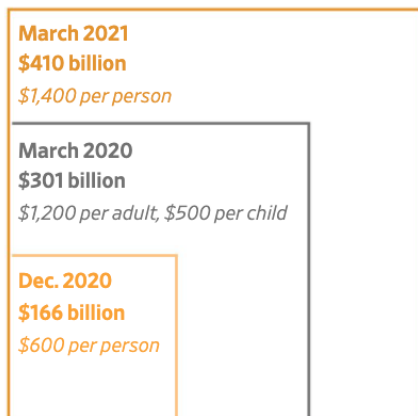 March 2021
$410 billion
$1,400 per person
March 2020
$301 billion
$1,200 per adult, $500 per child
Dec. 2020
$166 billion
$600 per person